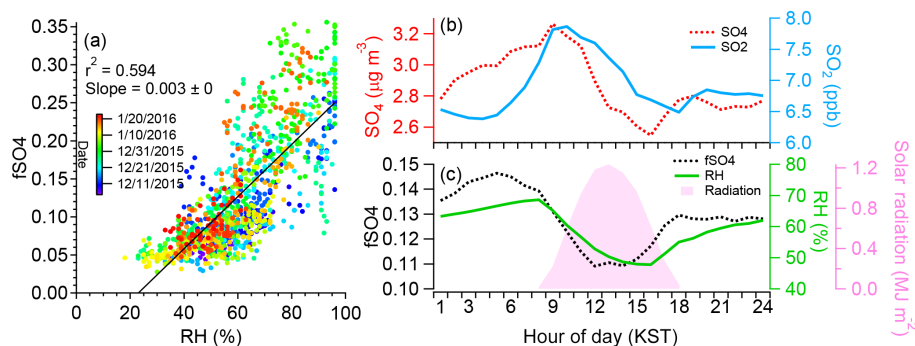 (a)
r² = 0.594
Slope = 0.003 ± 0
0.35
0.30
0.25
0.20
0.15
0.10
0.05
0.00
fSO4
Date
1/20/2016
1/10/2016
12/31/2015
12/21/2015
12/11/2015
0 20 40 60 80 100
RH (%)
(b)
SO4
SO2
3.2
3.0
2.8
2.6
SO₄ (µg m⁻³)
8.0
7.5
7.0
6.5
6.0
SO₂ (ppb)
(c)
fSO4
RH
Radiation
0.15
0.14
0.13
0.12
0.11
0.10
fSO4
80
70
60
50
40
RH (%)
1.2
0.8
0.4
0.0
Solar radiation (MJ m⁻²)
1 3 6 9 12 15 18 21 24
Hour of day (KST)